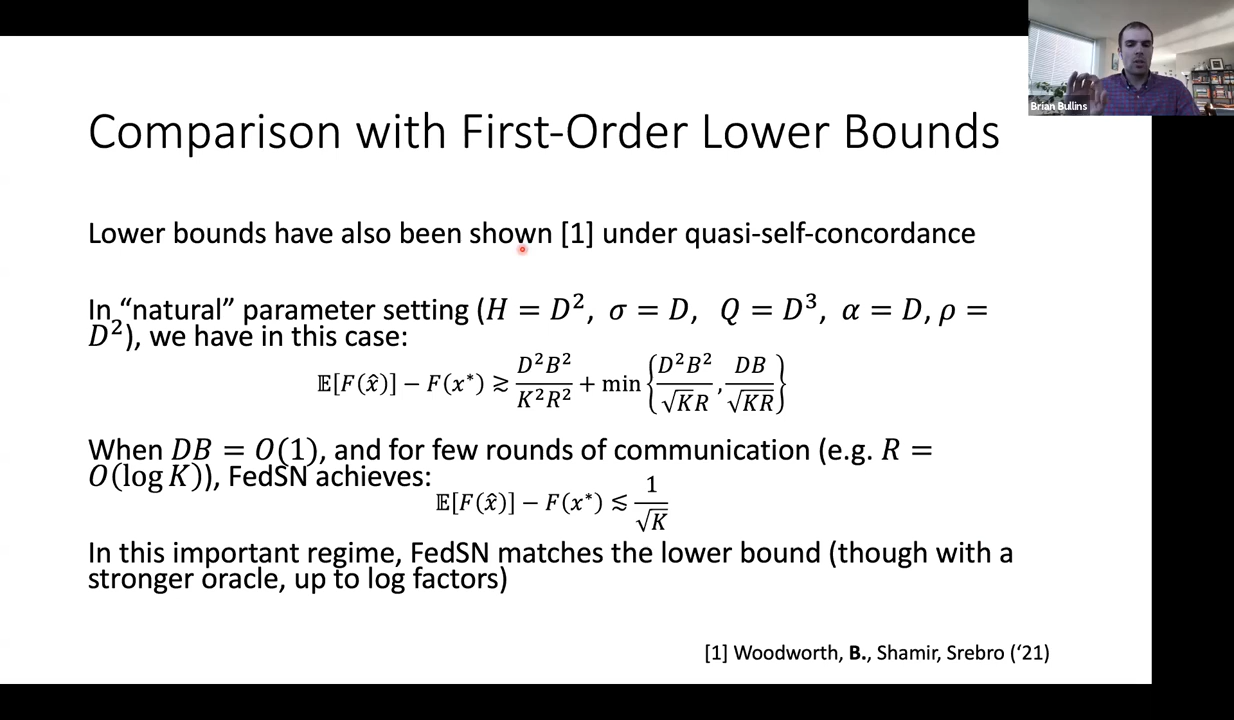 Brian Bullins
Comparison with First-Order Lower Bounds
Lower bounds have also been shown [1] under quasi-self-concordance
In "natural" parameter setting (H = D², σ = D, Q = D³, α = D, ρ =
D²), we have in this case:
𝔼[F(x̂)] − F(x*) ≳ D²B²/K²R² + min{D²B²/√K̅R, DB/√K̅R̅}
When DB = O(1), and for few rounds of communication (e.g. R =
O(log K)), FedSN achieves:
𝔼[F(x̂)] − F(x*) ≲ 1/√K̅
In this important regime, FedSN matches the lower bound (though with a
stronger oracle, up to log factors)
[1] Woodworth, B., Shamir, Srebro ('21)